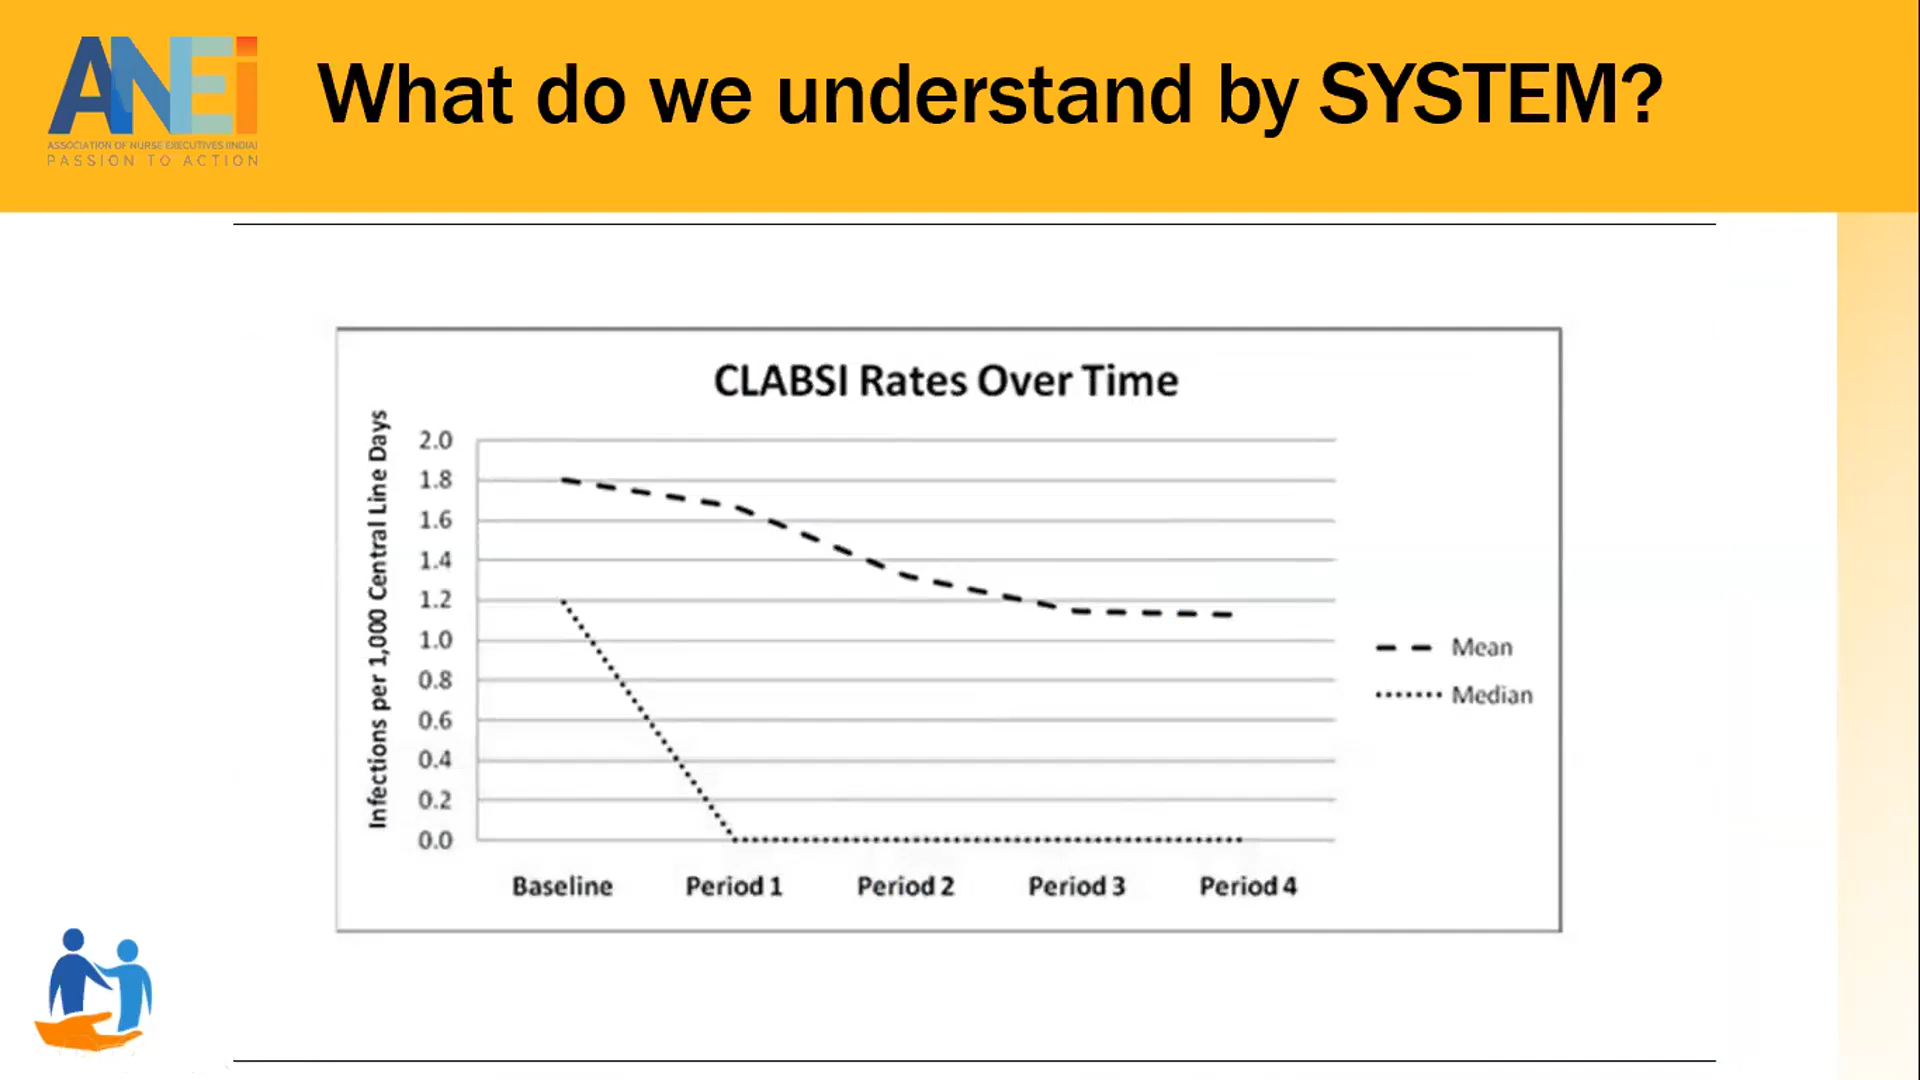 ANEi
ASSOCIATION OF NURSE EXECUTIVES (INDIA)
PASSION TO ACTION
What do we understand by SYSTEM?
CLABSI Rates Over Time
Infections per 1,000 Central Line Days
2.0
1.8
1.6
1.4
1.2
1.0
0.8
0.6
0.4
0.2
0.0
Baseline Period 1 Period 2 Period 3 Period 4
Mean
Median